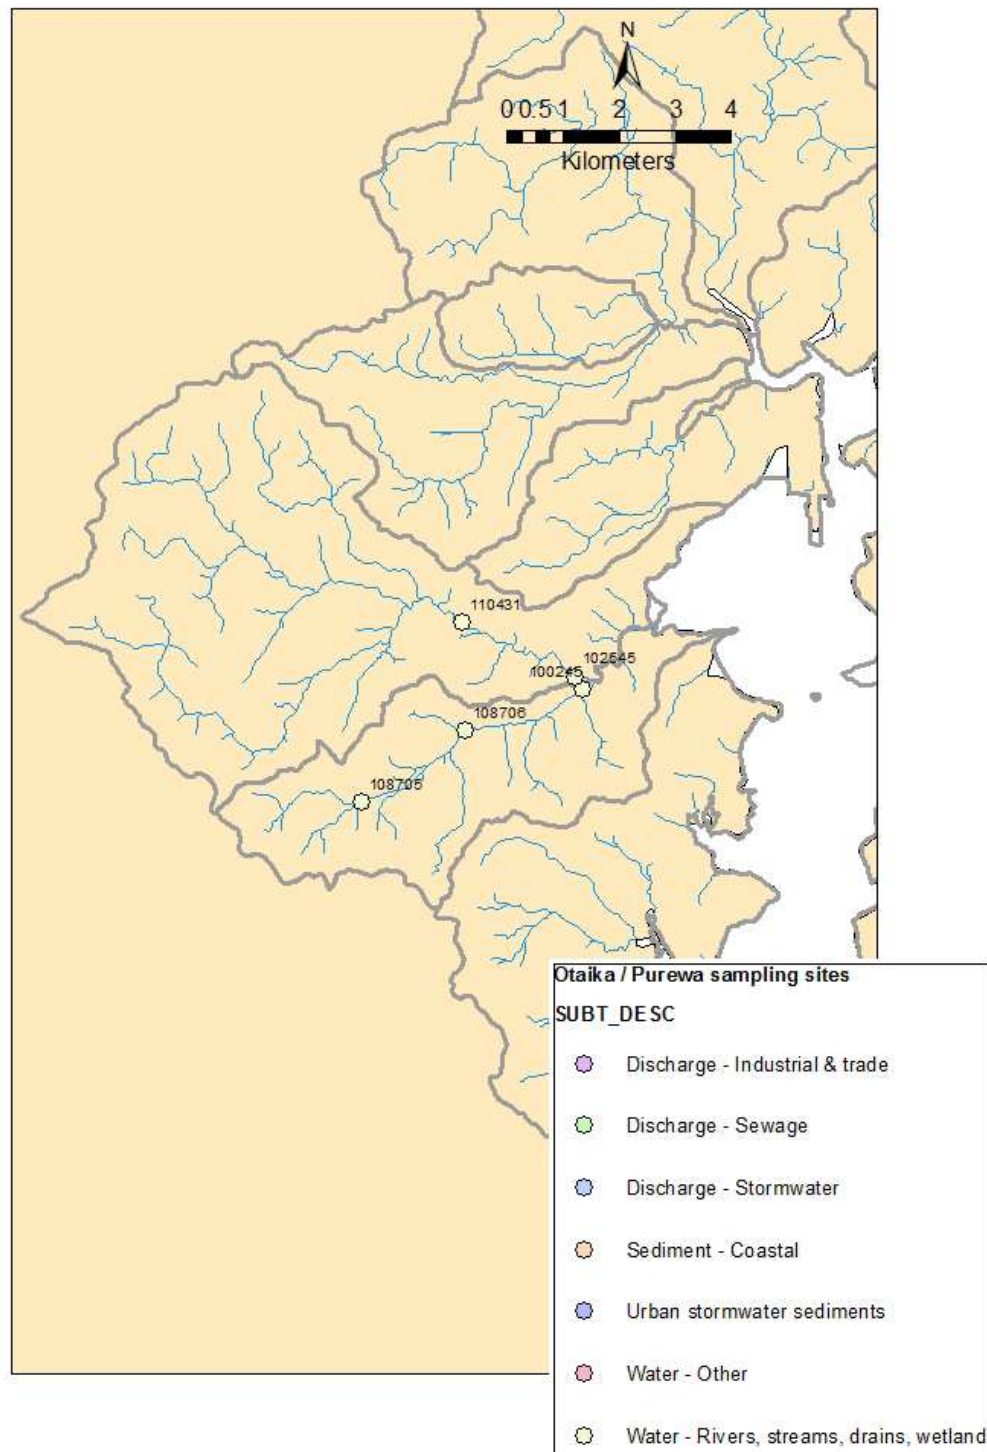 N
0 0.5 1 2 3 4
Kilometers
110431
102545
100245
108706
108705
Otaika / Purewa sampling sites
SUBT_DESC
Discharge - Industrial & trade
Discharge - Sewage
Discharge - Stormwater
Sediment - Coastal
Urban stormwater sediments
Water - Other
Water - Rivers, streams, drains, wetland